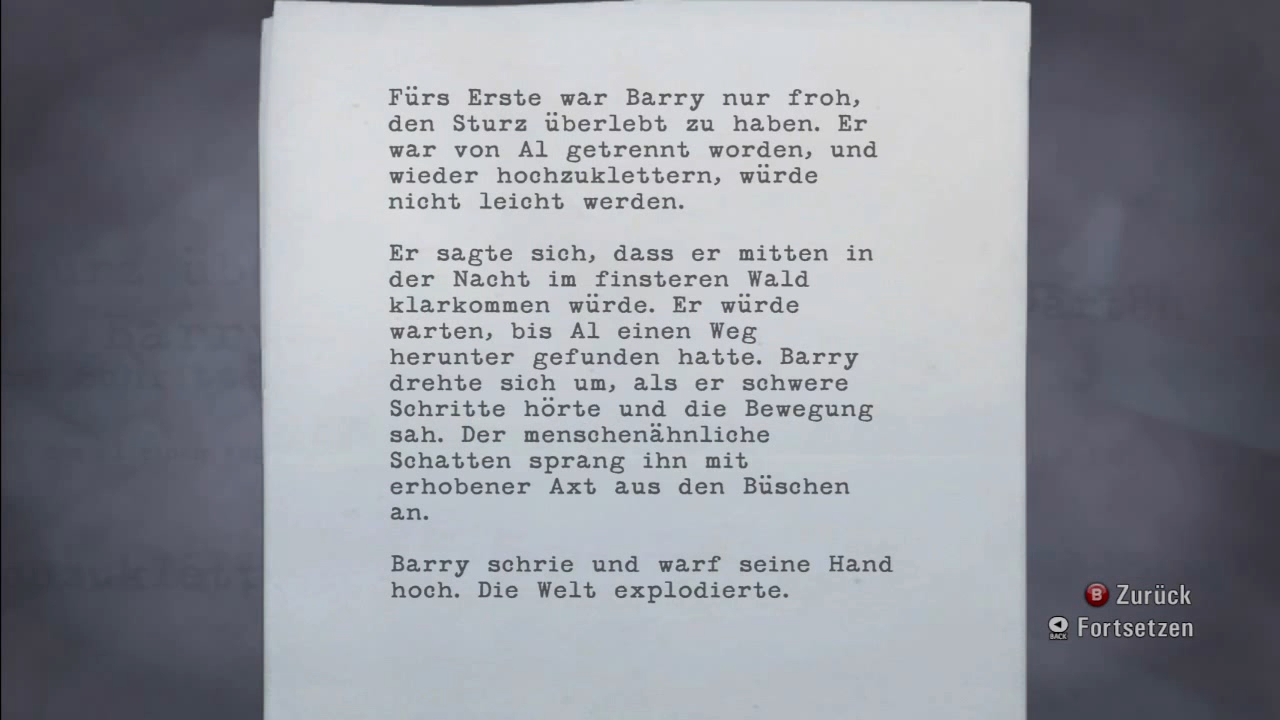 Fürs Erste war Barry nur froh,
den Sturz überlebt zu haben. Er
war von Al getrennt worden, und
wieder hochzuklettern, würde
nicht leicht werden.
Er sagte sich, dass er mitten in
der Nacht im finsteren Wald
klarkommen würde. Er würde
warten, bis Al einen Weg
herunter gefunden hatte. Barry
drehte sich um, als er schwere
Schritte hörte und die Bewegung
sah. Der menschenähnliche
Schatten sprang ihn mit
erhobener Axt aus den Büschen
an.
Barry schrie und warf seine Hand
hoch. Die Welt explodierte.
B Zurück
BACK Fortsetzen